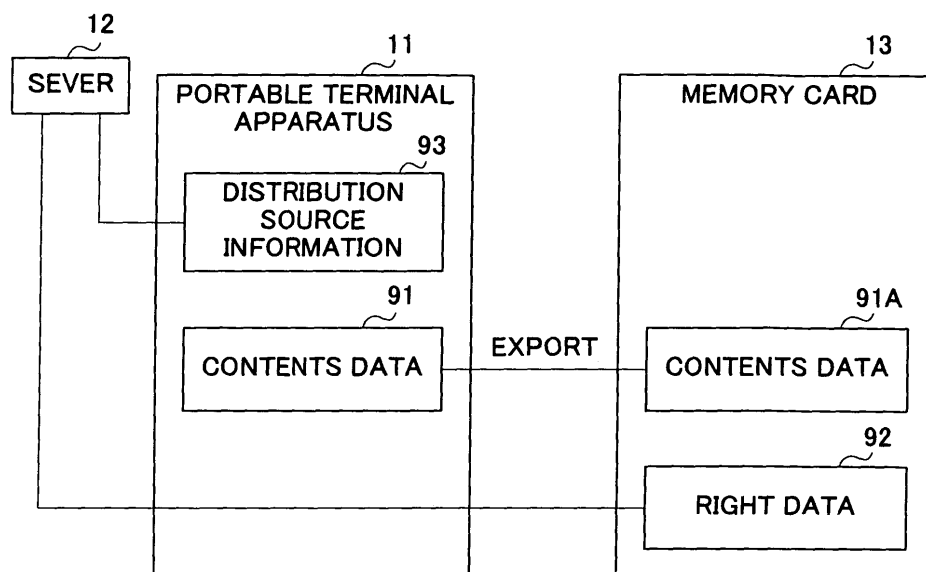 12
SEVER
11
PORTABLE TERMINAL
APPARATUS
93
DISTRIBUTION
SOURCE
INFORMATION
91
CONTENTS DATA
EXPORT
13
MEMORY CARD
91A
CONTENTS DATA
92
RIGHT DATA